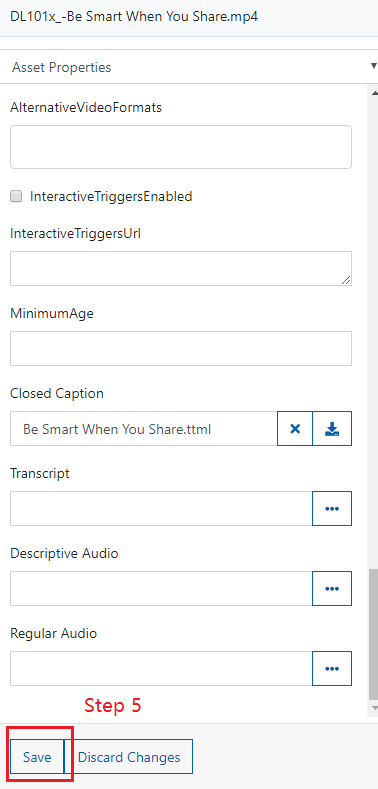 DL101x_-Be Smart When You Share.mp4
Asset Properties
AlternativeVideoFormats
InteractiveTriggersEnabled
InteractiveTriggersUrl
MinimumAge
Closed Caption
Be Smart When You Share.ttml
Transcript
Descriptive Audio
Regular Audio
Step 5
Save Discard Changes